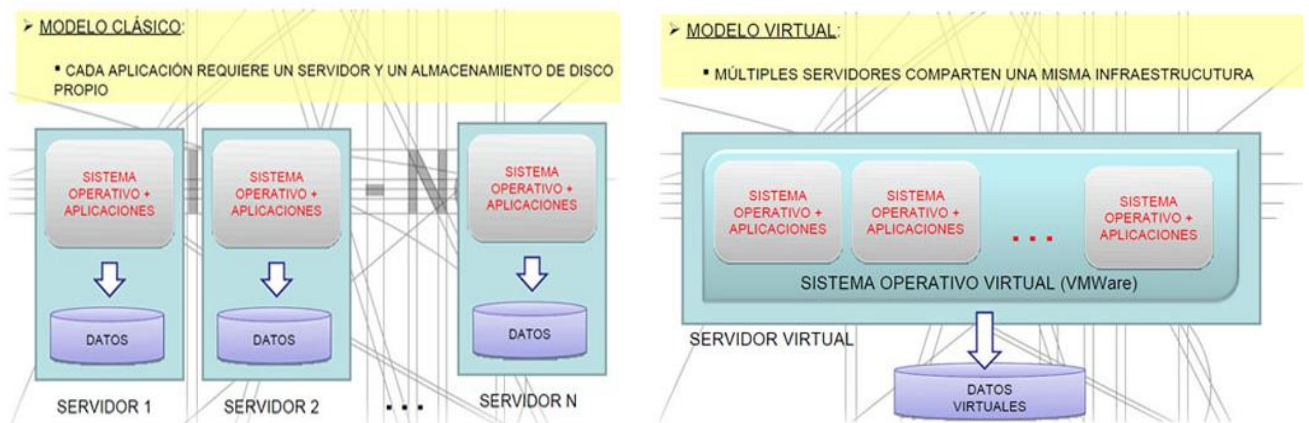 ➢ MODELO CLÁSICO:
▪ CADA APLICACIÓN REQUIERE UN SERVIDOR Y UN ALMACENAMIENTO DE DISCO
PROPIO
SISTEMA
OPERATIVO +
APLICACIONES
DATOS
SERVIDOR 1
SISTEMA
OPERATIVO +
APLICACIONES
DATOS
SERVIDOR 2
. . .
SISTEMA
OPERATIVO +
APLICACIONES
DATOS
SERVIDOR N
➢ MODELO VIRTUAL:
▪ MÚLTIPLES SERVIDORES COMPARTEN UNA MISMA INFRAESTRUCUTURA
SISTEMA
OPERATIVO +
APLICACIONES
SISTEMA
OPERATIVO +
APLICACIONES
. . .
SISTEMA
OPERATIVO +
APLICACIONES
SISTEMA OPERATIVO VIRTUAL (VMWare)
SERVIDOR VIRTUAL
DATOS
VIRTUALES